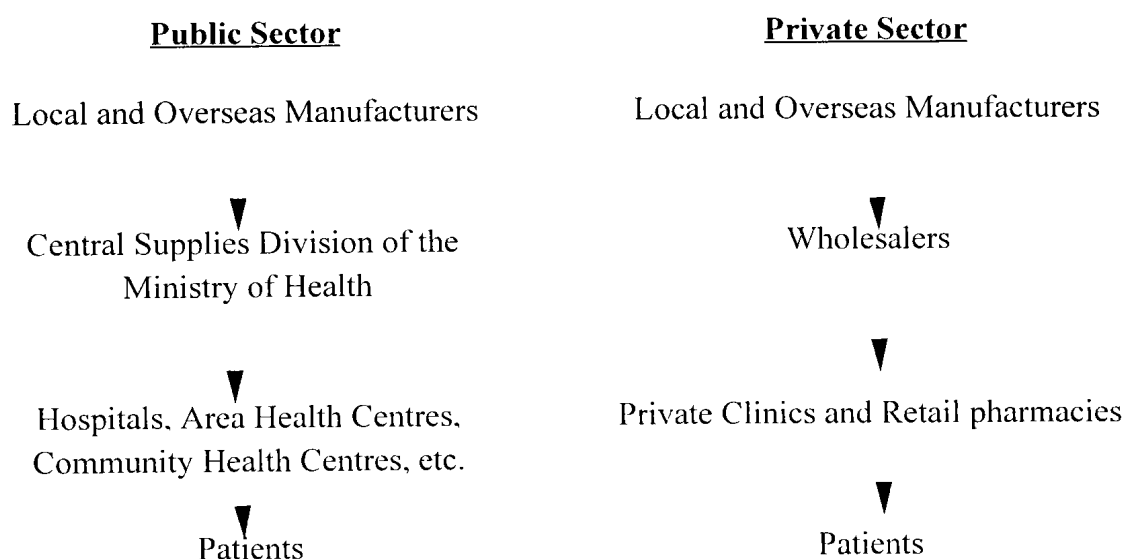 Public Sector
Local and Overseas Manufacturers
Central Supplies Division of the
Ministry of Health
Hospitals, Area Health Centres,
Community Health Centres, etc.
Patients
Private Sector
Local and Overseas Manufacturers
Wholesalers
Private Clinics and Retail pharmacies
Patients